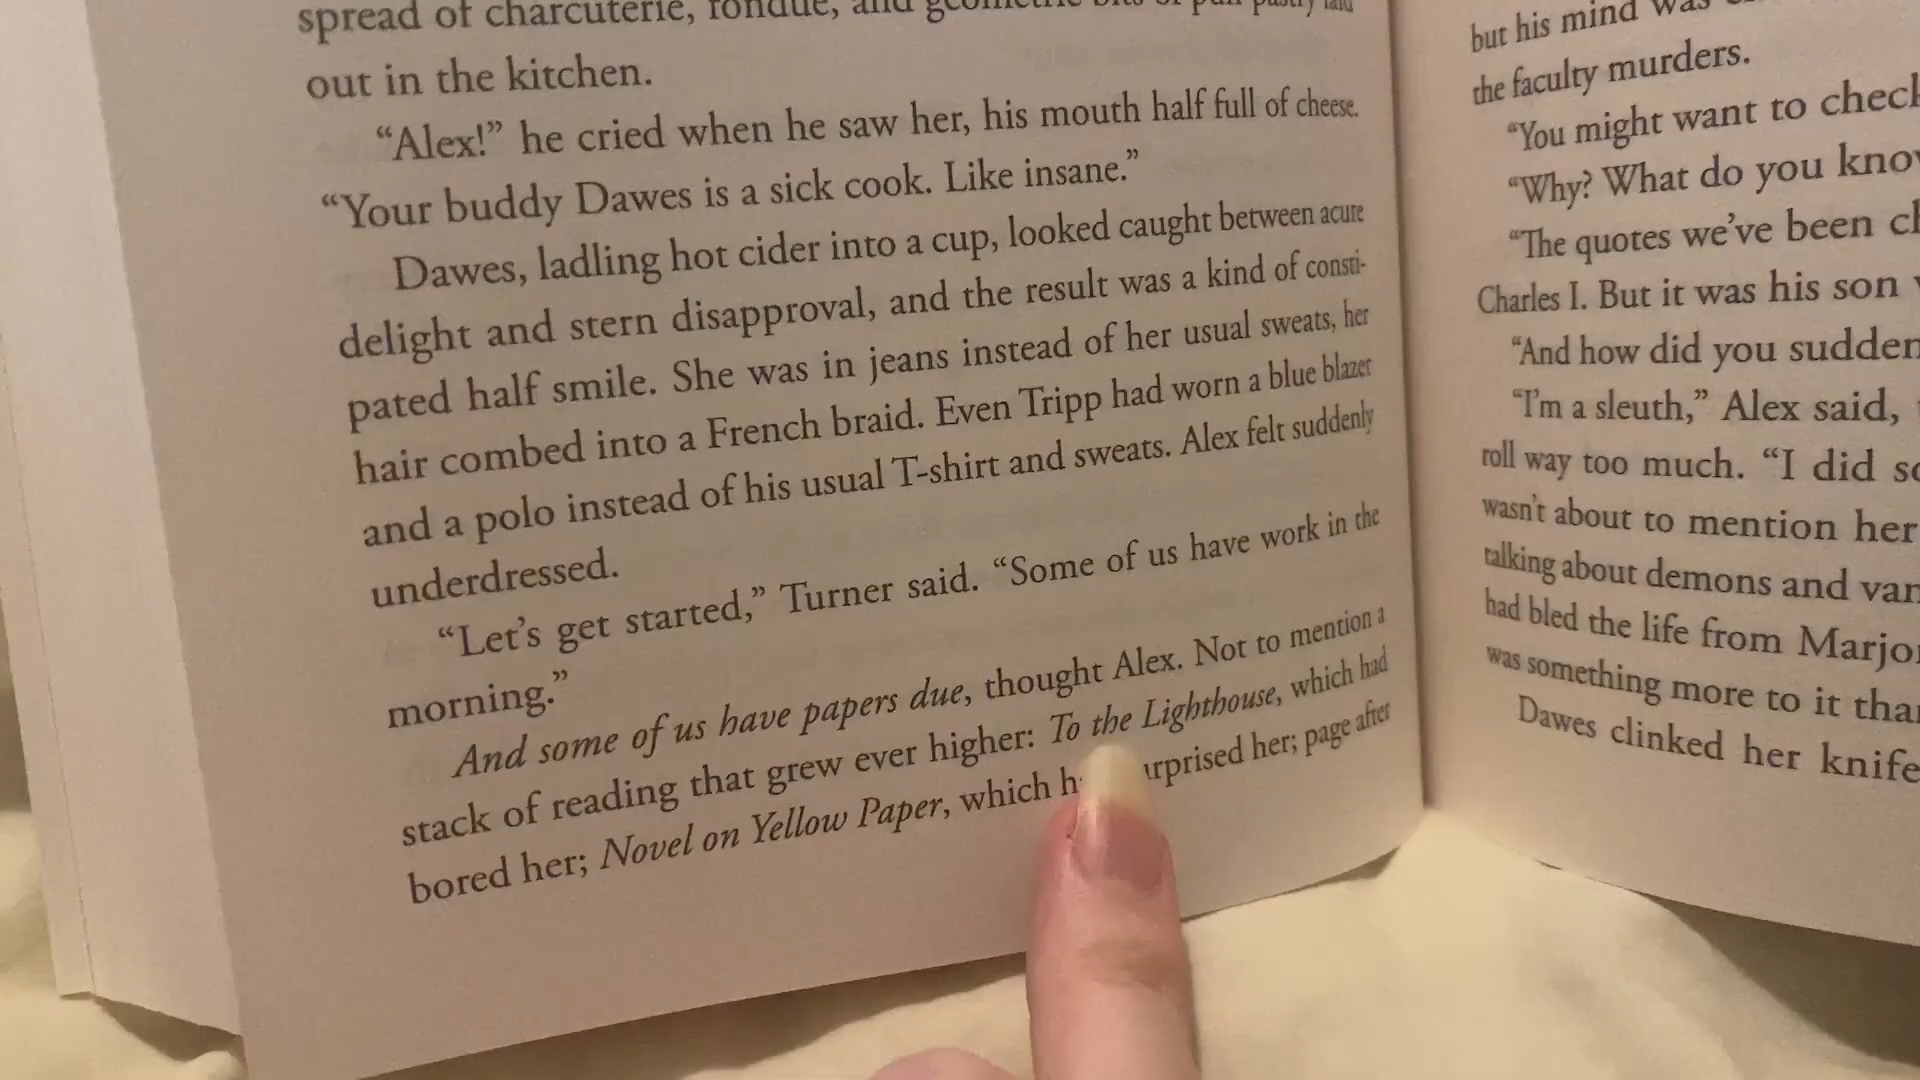 spread of charcuterie, fondue, and geometric bits of puff pastry laid
out in the kitchen.
“Alex!” he cried when he saw her, his mouth half full of cheese.
“Your buddy Dawes is a sick cook. Like insane.”
Dawes, ladling hot cider into a cup, looked caught between acute
delight and stern disapproval, and the result was a kind of consti-
pated half smile. She was in jeans instead of her usual sweats, her
hair combed into a French braid. Even Tripp had worn a blue blazer
and a polo instead of his usual T-shirt and sweats. Alex felt suddenly
underdressed.
“Let’s get started,” Turner said. “Some of us have work in the
morning.”
And some of us have papers due, thought Alex. Not to mention a
stack of reading that grew ever higher: To the Lighthouse, which had
bored her; Novel on Yellow Paper, which her; page after
but his mind was
the faculty murders.
“You might want to check
“Why? What do you
“The quotes we’ve been
Charles I. But it was his son
“And how did you
“I’m a sleuth,” Alex said,
roll way too much. “I did
wasn’t about to mention her
talking about demons and
had bled the life from
was something more to it
Dawes clinked her knife